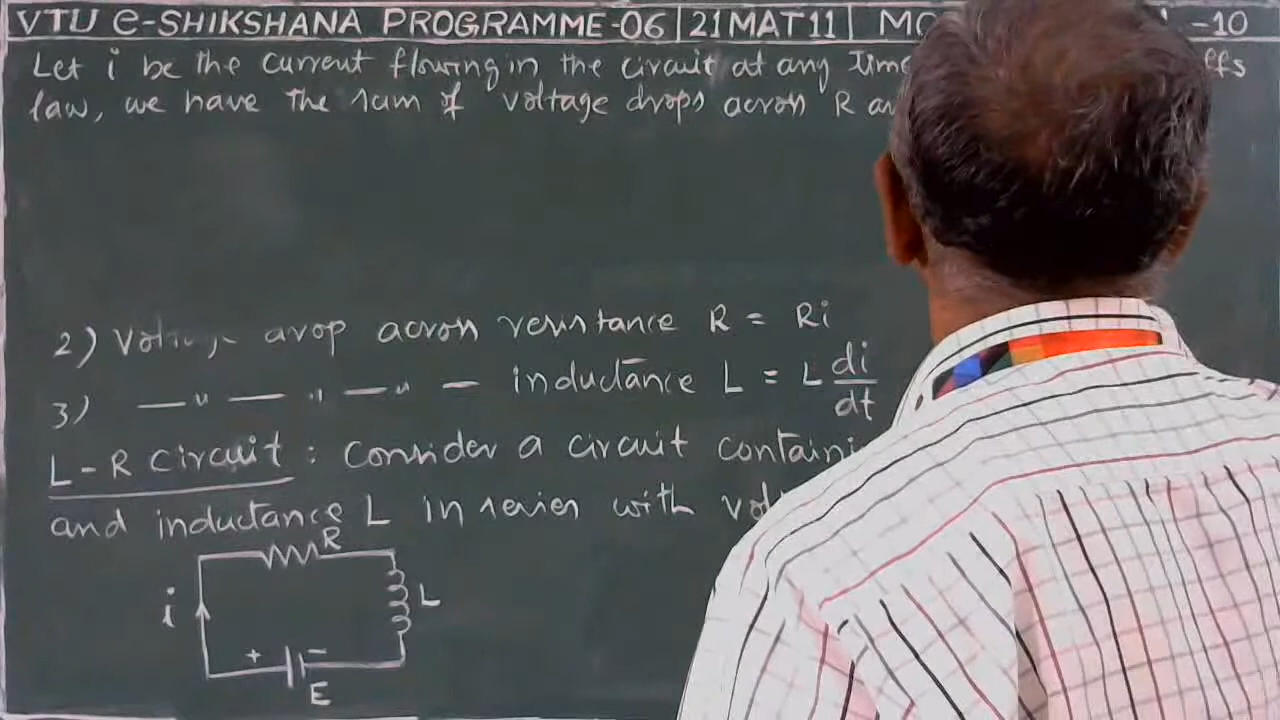 VTU e-SHIKSHANA PROGRAMME-06 | 21MAT11 | MO -10
Let i be the current flowing in the circuit at any time ffs
law, we have the sum of voltage drops across R
2) Voltage drop across resistance R = Ri
3) —〃— 〃 —〃— inductance L = L di/dt
L-R Circuit : Consider a circuit containi
and inductance L in series with vol
R
i
L
+ -
E